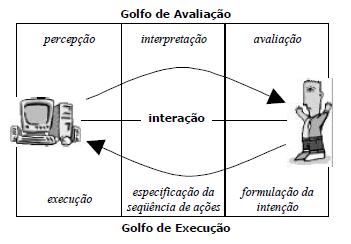 Golfo de Avaliação
percepção
interpretação
avaliação
interação
execução
especificação da
seqüência de ações
formulação da
intenção
Golfo de Execução